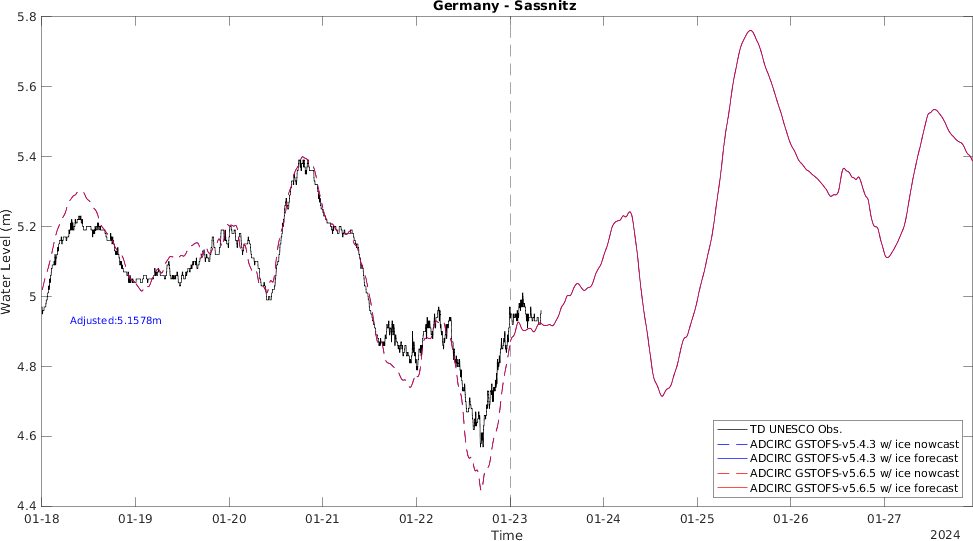 Germany - Sassnitz
5.8
5.6
5.4
5.2
5
4.8
4.6
4.4
Water Level (m)
Adjusted:5.1578m
TD UNESCO Obs.
ADCIRC GSTOFS-v5.4.3 w/ ice nowcast
ADCIRC GSTOFS-v5.4.3 w/ ice forecast
ADCIRC GSTOFS-v5.6.5 w/ ice nowcast
ADCIRC GSTOFS-v5.6.5 w/ ice forecast
01-18 01-19 01-20 01-21 01-22 01-23 01-24 01-25 01-26 01-27
Time
2024